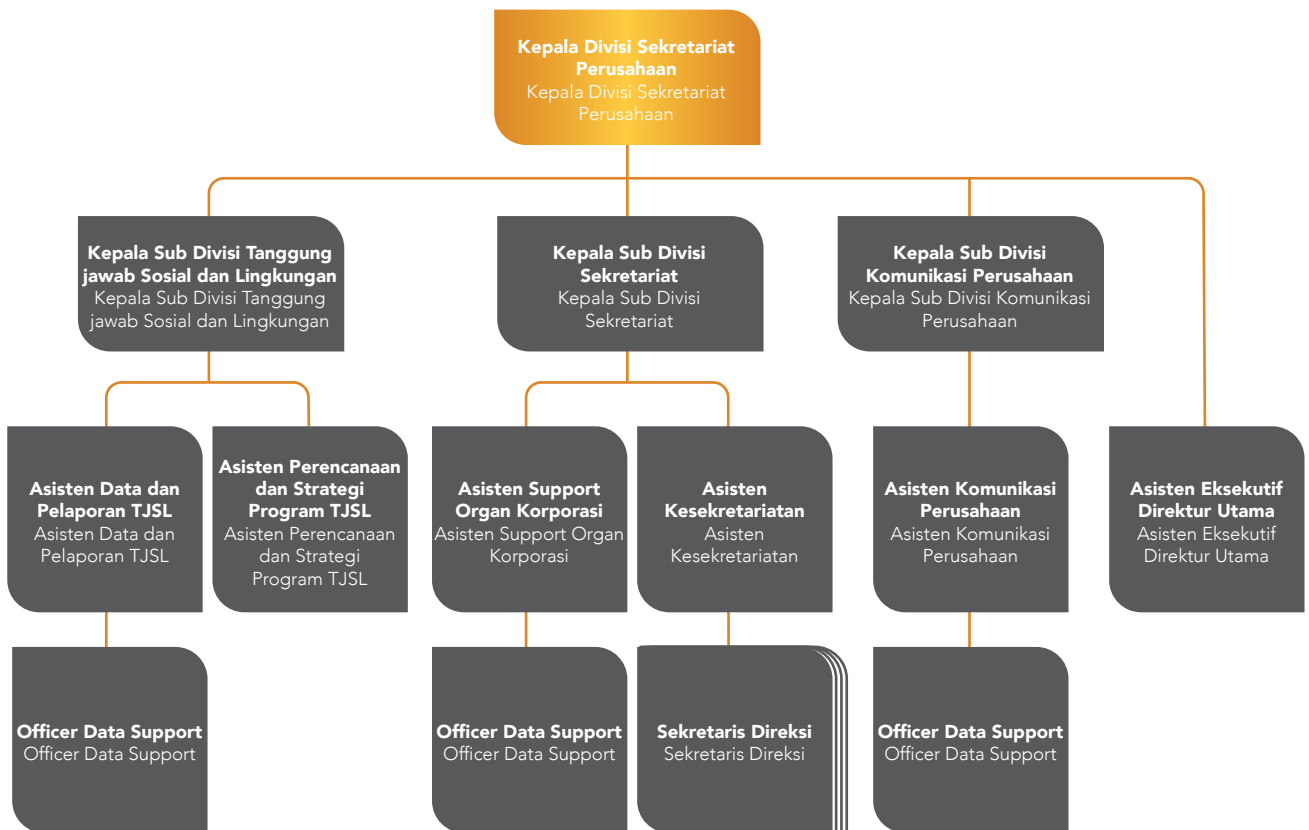 Kepala Divisi Sekretariat
Perusahaan
Kepala Divisi Sekretariat
Perusahaan
Kepala Sub Divisi Tanggung
jawab Sosial dan Lingkungan
Kepala Sub Divisi Tanggung
jawab Sosial dan Lingkungan
Kepala Sub Divisi
Sekretariat
Kepala Sub Divisi
Sekretariat
Kepala Sub Divisi
Komunikasi Perusahaan
Kepala Sub Divisi Komunikasi
Perusahaan
Asisten Data dan
Pelaporan TJSL
Asisten Data dan
Pelaporan TJSL
Asisten Perencanaan
dan Strategi
Program TJSL
Asisten Perencanaan
dan Strategi
Program TJSL
Asisten Support
Organ Korporasi
Asisten Support Organ
Korporasi
Asisten
Kesekretariatan
Asisten
Kesekretariatan
Asisten Komunikasi
Perusahaan
Asisten Komunikasi
Perusahaan
Asisten Eksekutif
Direktur Utama
Asisten Eksekutif
Direktur Utama
Officer Data Support
Officer Data Support
Officer Data Support
Officer Data Support
Sekretaris Direksi
Sekretaris Direksi
Officer Data Support
Officer Data Support